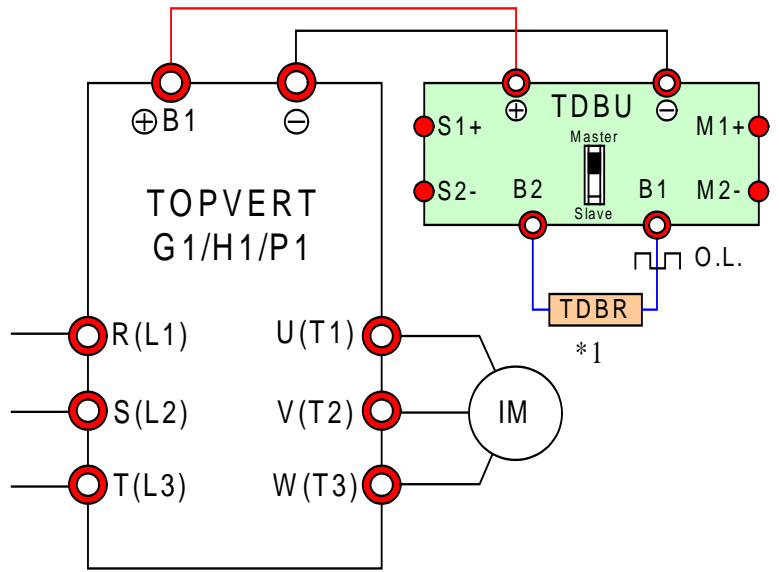 ⊕B1
⊖
TOPVERT
G1/H1/P1
R(L1)
S(L2)
T(L3)
U(T1)
V(T2)
W(T3)
IM
⊕
TDBU
⊖
S1+
S2-
Master
Slave
M1+
M2-
B2
B1
O.L.
TDBR
*1